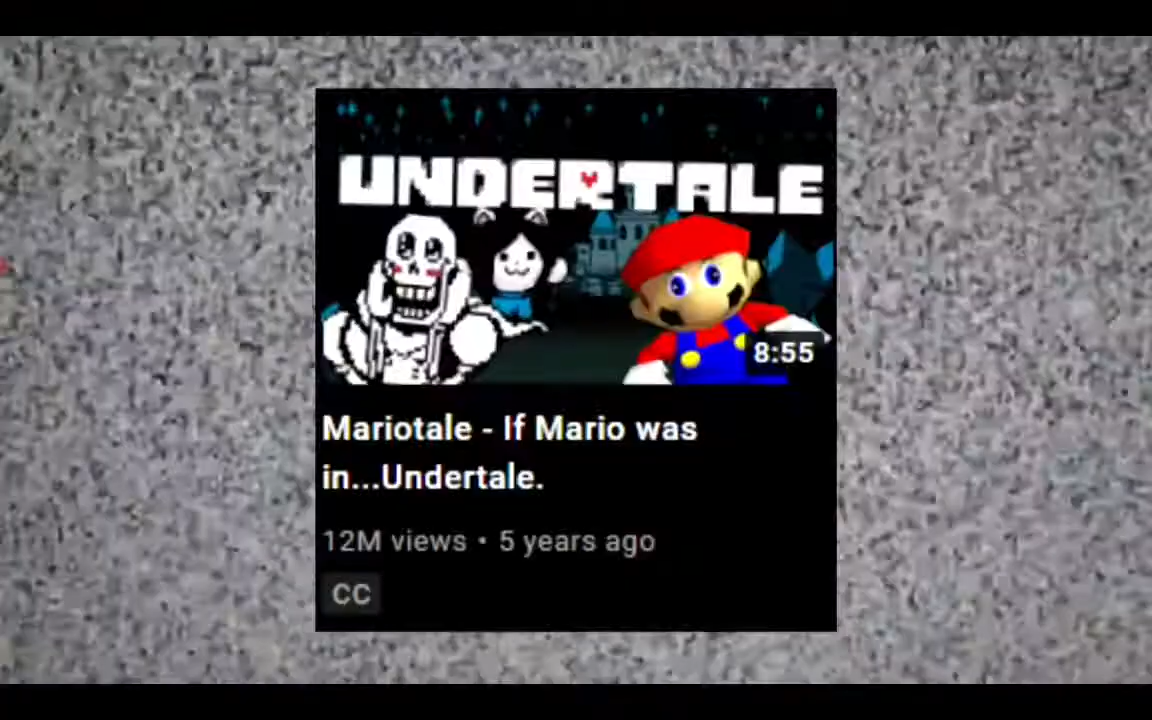 UNDERTALE
8:55
Mariotale - If Mario was
in...Undertale.
12M views • 5 years ago
CC